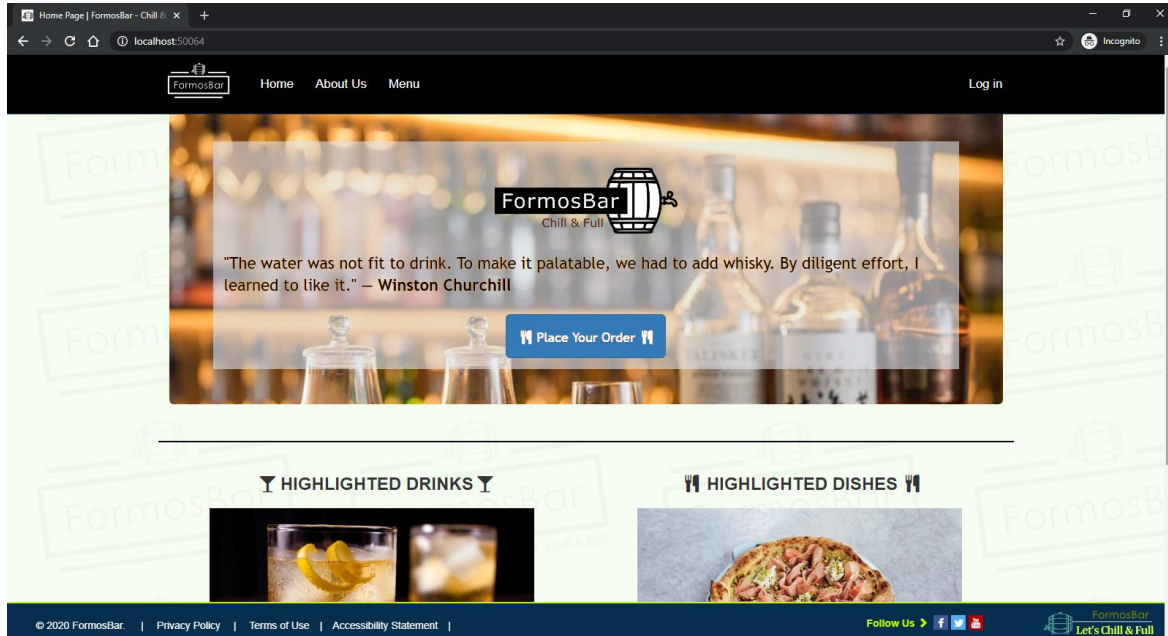 Home Page | FormosBar - Chill &
localhost:50064
Incognito
FormosBar
Home About Us Menu Log in
FormosBar
Chill & Full
"The water was not fit to drink. To make it palatable, we had to add whisky. By diligent effort, I
learned to like it." — Winston Churchill
Place Your Order
TALISKER
HIGHLIGHTED DRINKS HIGHLIGHTED DISHES
© 2020 FormosBar. | Privacy Policy | Terms of Use | Accessibility Statement |
Follow Us
FormosBar
Let's Chill & Full